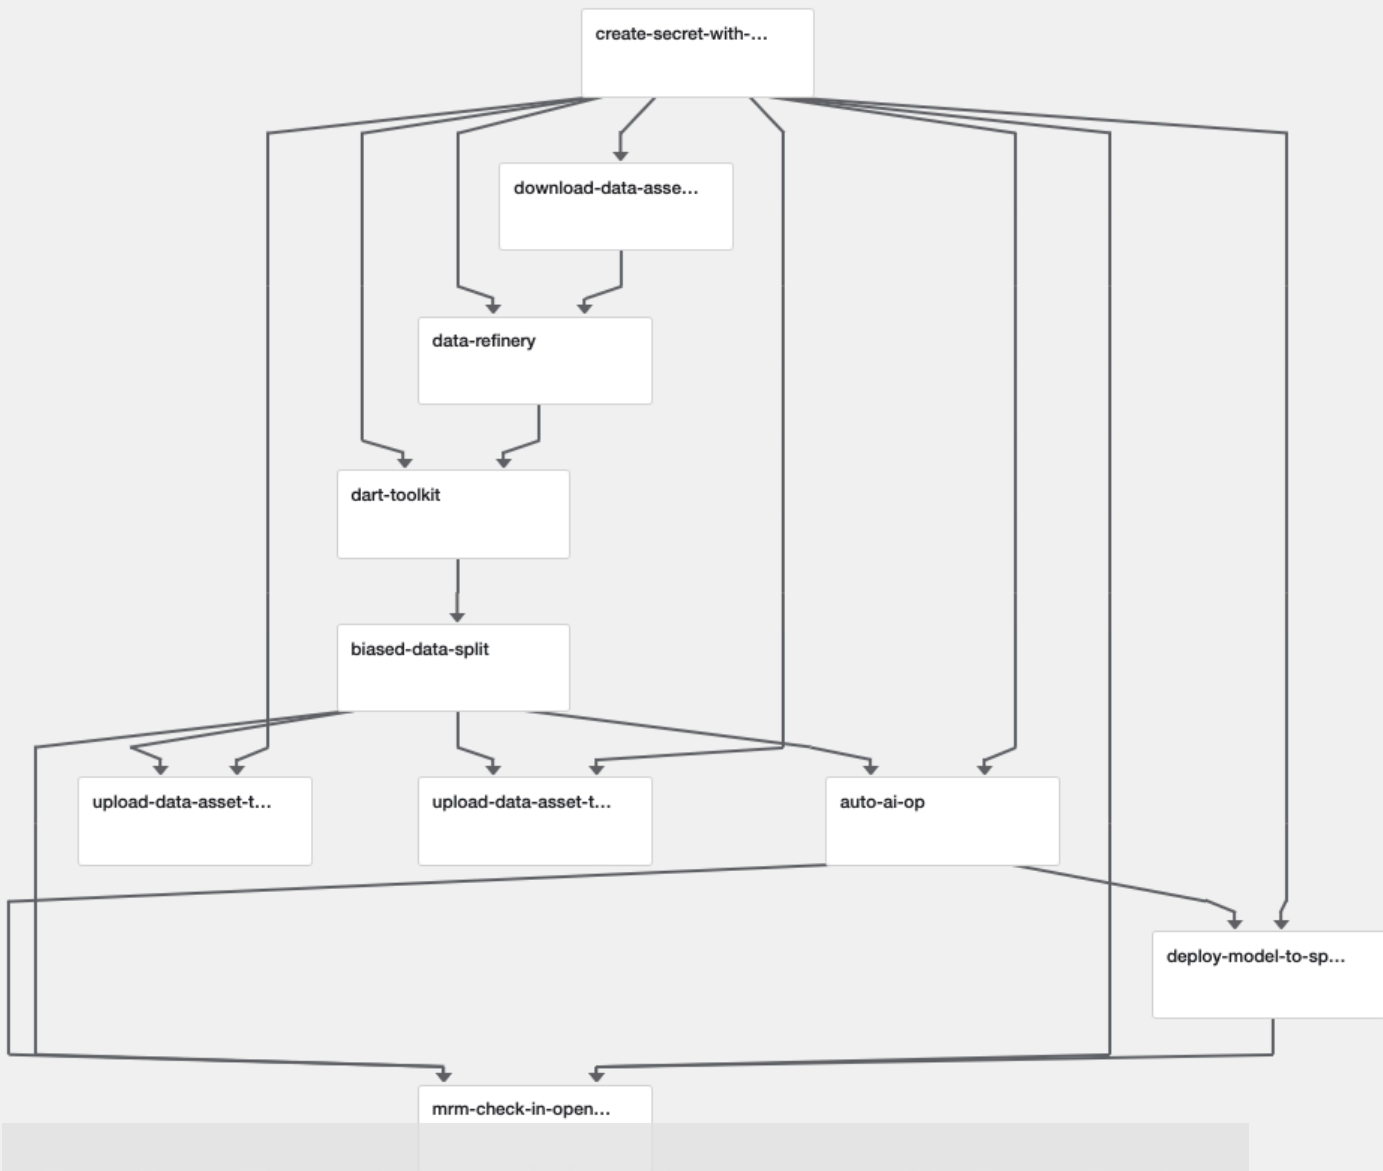 create-secret-with-...
download-data-asse...
data-refinery
dart-toolkit
biased-data-split
upload-data-asset-t...
upload-data-asset-t...
auto-ai-op
deploy-model-to-sp...
mrm-check-in-open...